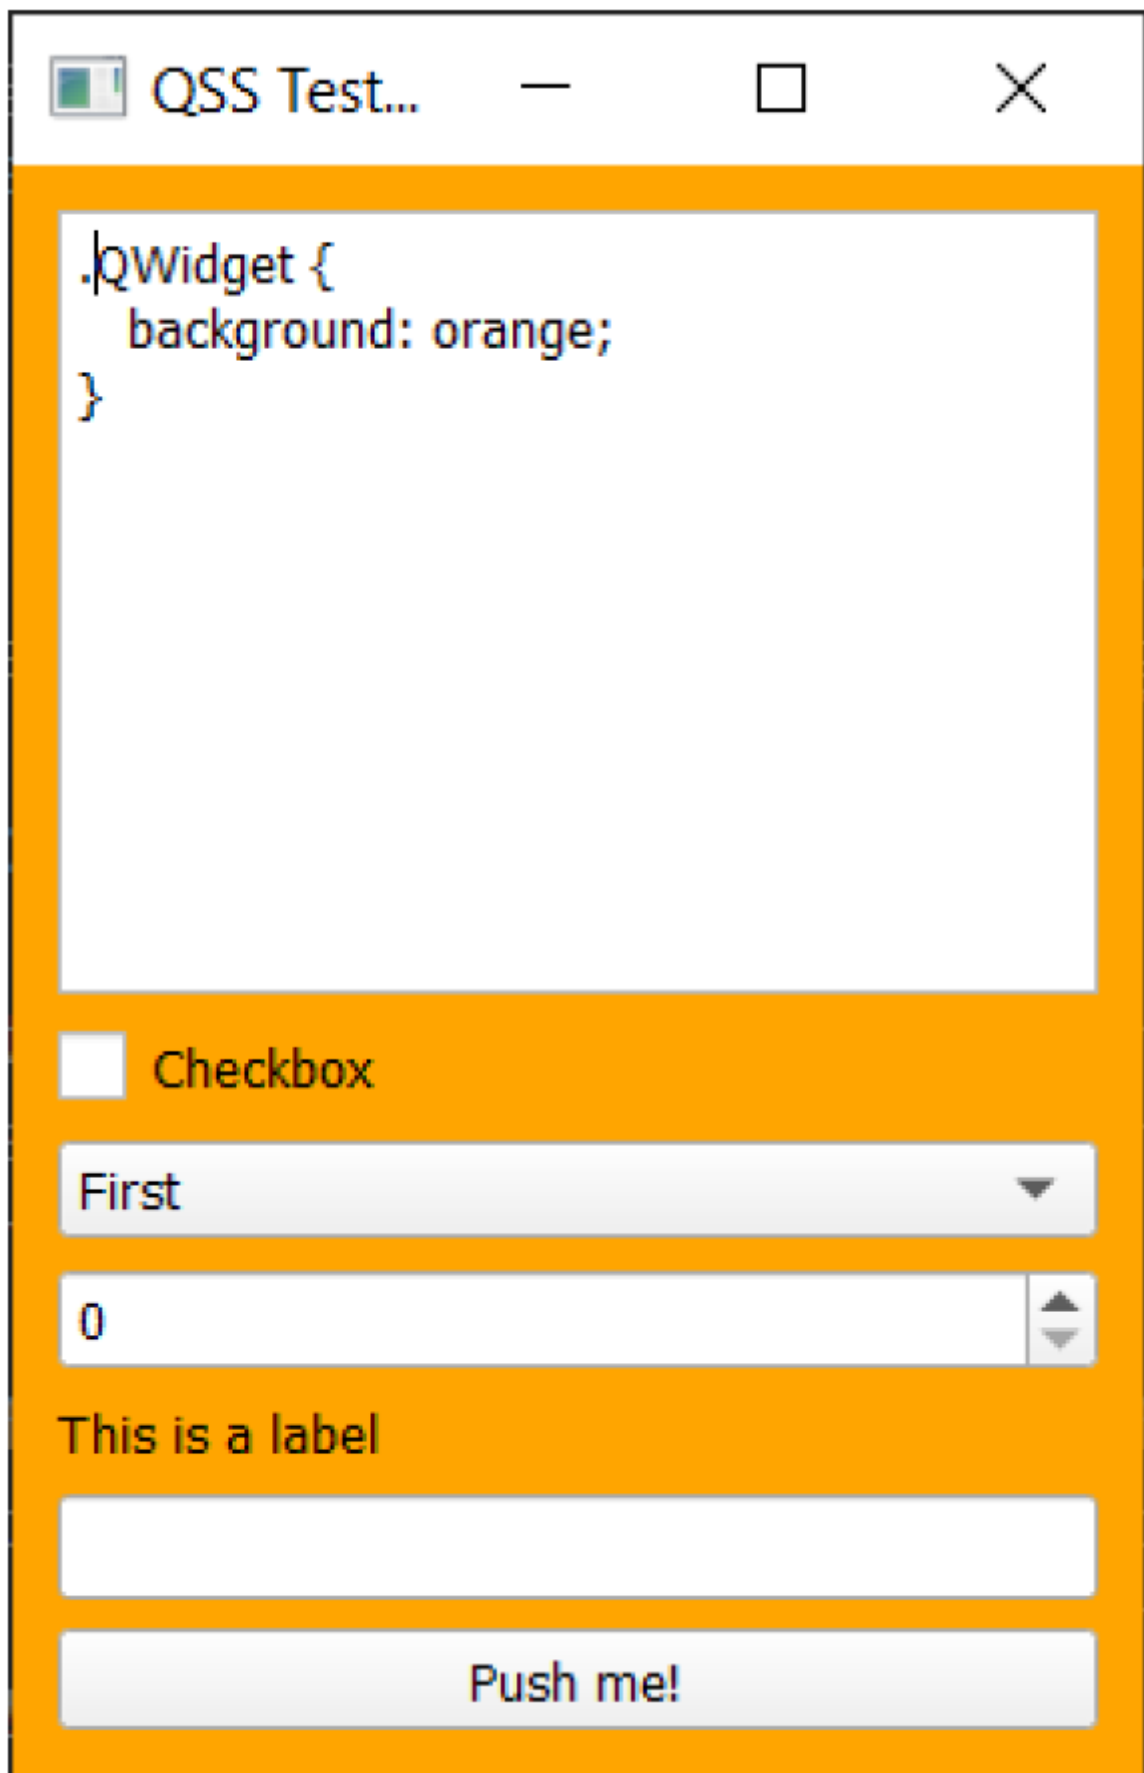 QSS Test...
.QWidget {
   background: orange;
}
Checkbox
First
0
This is a label
Push me!